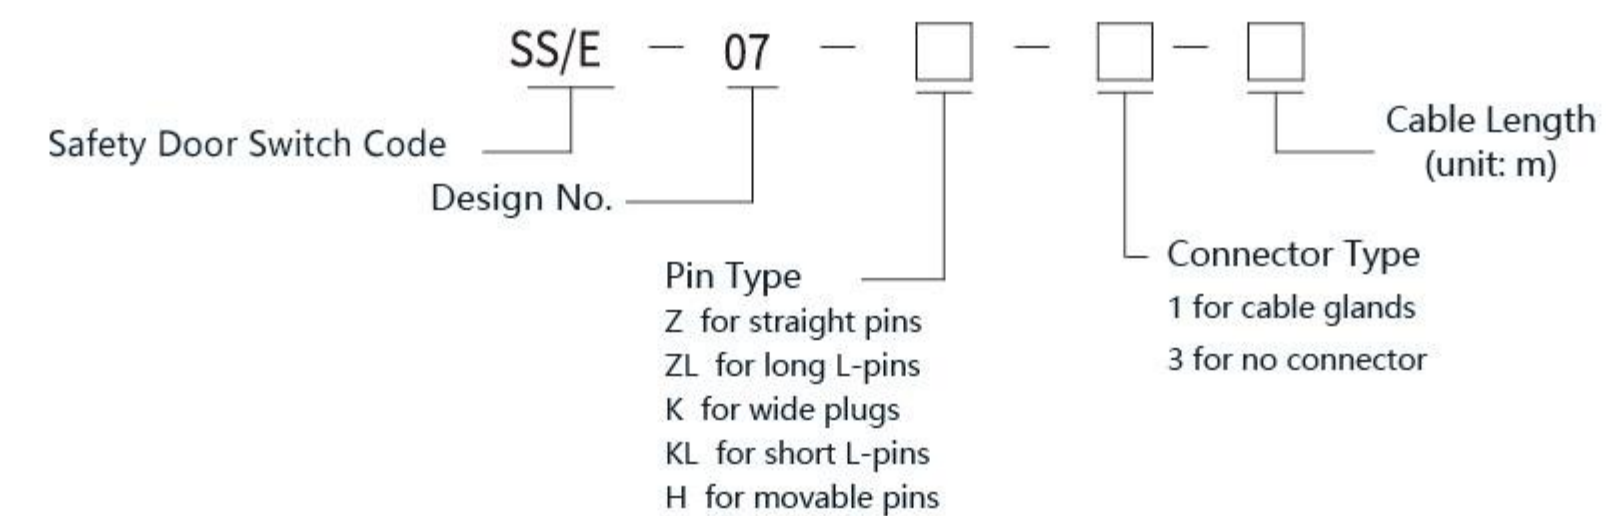 SS/E — 07 — □ — □ — □
Safety Door Switch Code
Design No.
Cable Length
(unit: m)
Pin Type
Z for straight pins
ZL for long L-pins
K for wide plugs
KL for short L-pins
H for movable pins
Connector Type
1 for cable glands
3 for no connector